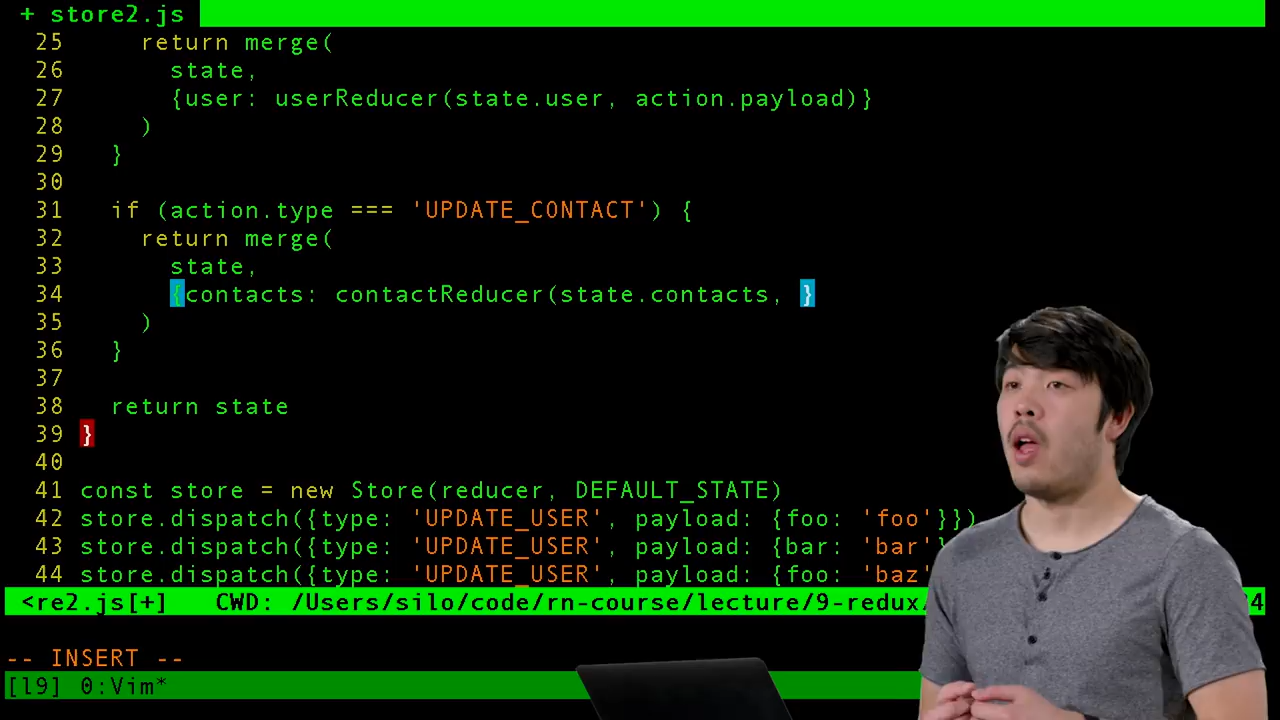 + store2.js
25 return merge(
26 state,
27 {user: userReducer(state.user, action.payload)}
28 )
29 }
30
31 if (action.type === 'UPDATE_CONTACT') {
32 return merge(
33 state,
34 {contacts: contactReducer(state.contacts, }
35 )
36 }
37
38 return state
39 }
40
41 const store = new Store(reducer, DEFAULT_STATE)
42 store.dispatch({type: 'UPDATE_USER', payload: {foo: 'foo'}})
43 store.dispatch({type: 'UPDATE_USER', payload: {bar: 'bar'}
44 store.dispatch({type: 'UPDATE_USER', payload: {foo: 'baz'
<re2.js[+] CWD: /Users/silo/code/rn-course/lecture/9-redux/ 4
-- INSERT --
[l9] 0:Vim*